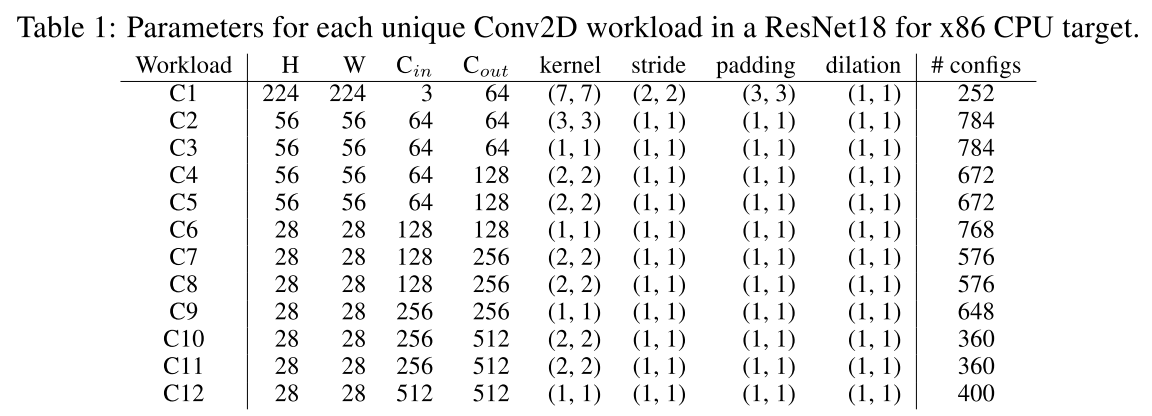 Table 1: Parameters for each unique Conv2D workload in a ResNet18 for x86 CPU target.
Workload H W C_in C_out kernel stride padding dilation # configs
C1 224 224 3 64 (7, 7) (2, 2) (3, 3) (1, 1) 252
C2 56 56 64 64 (3, 3) (1, 1) (1, 1) (1, 1) 784
C3 56 56 64 64 (1, 1) (1, 1) (1, 1) (1, 1) 784
C4 56 56 64 128 (2, 2) (1, 1) (1, 1) (1, 1) 672
C5 56 56 64 128 (2, 2) (1, 1) (1, 1) (1, 1) 672
C6 28 28 128 128 (1, 1) (1, 1) (1, 1) (1, 1) 768
C7 28 28 128 256 (2, 2) (1, 1) (1, 1) (1, 1) 576
C8 28 28 128 256 (2, 2) (1, 1) (1, 1) (1, 1) 576
C9 28 28 256 256 (1, 1) (1, 1) (1, 1) (1, 1) 648
C10 28 28 256 512 (2, 2) (1, 1) (1, 1) (1, 1) 360
C11 28 28 256 512 (2, 2) (1, 1) (1, 1) (1, 1) 360
C12 28 28 512 512 (1, 1) (1, 1) (1, 1) (1, 1) 400